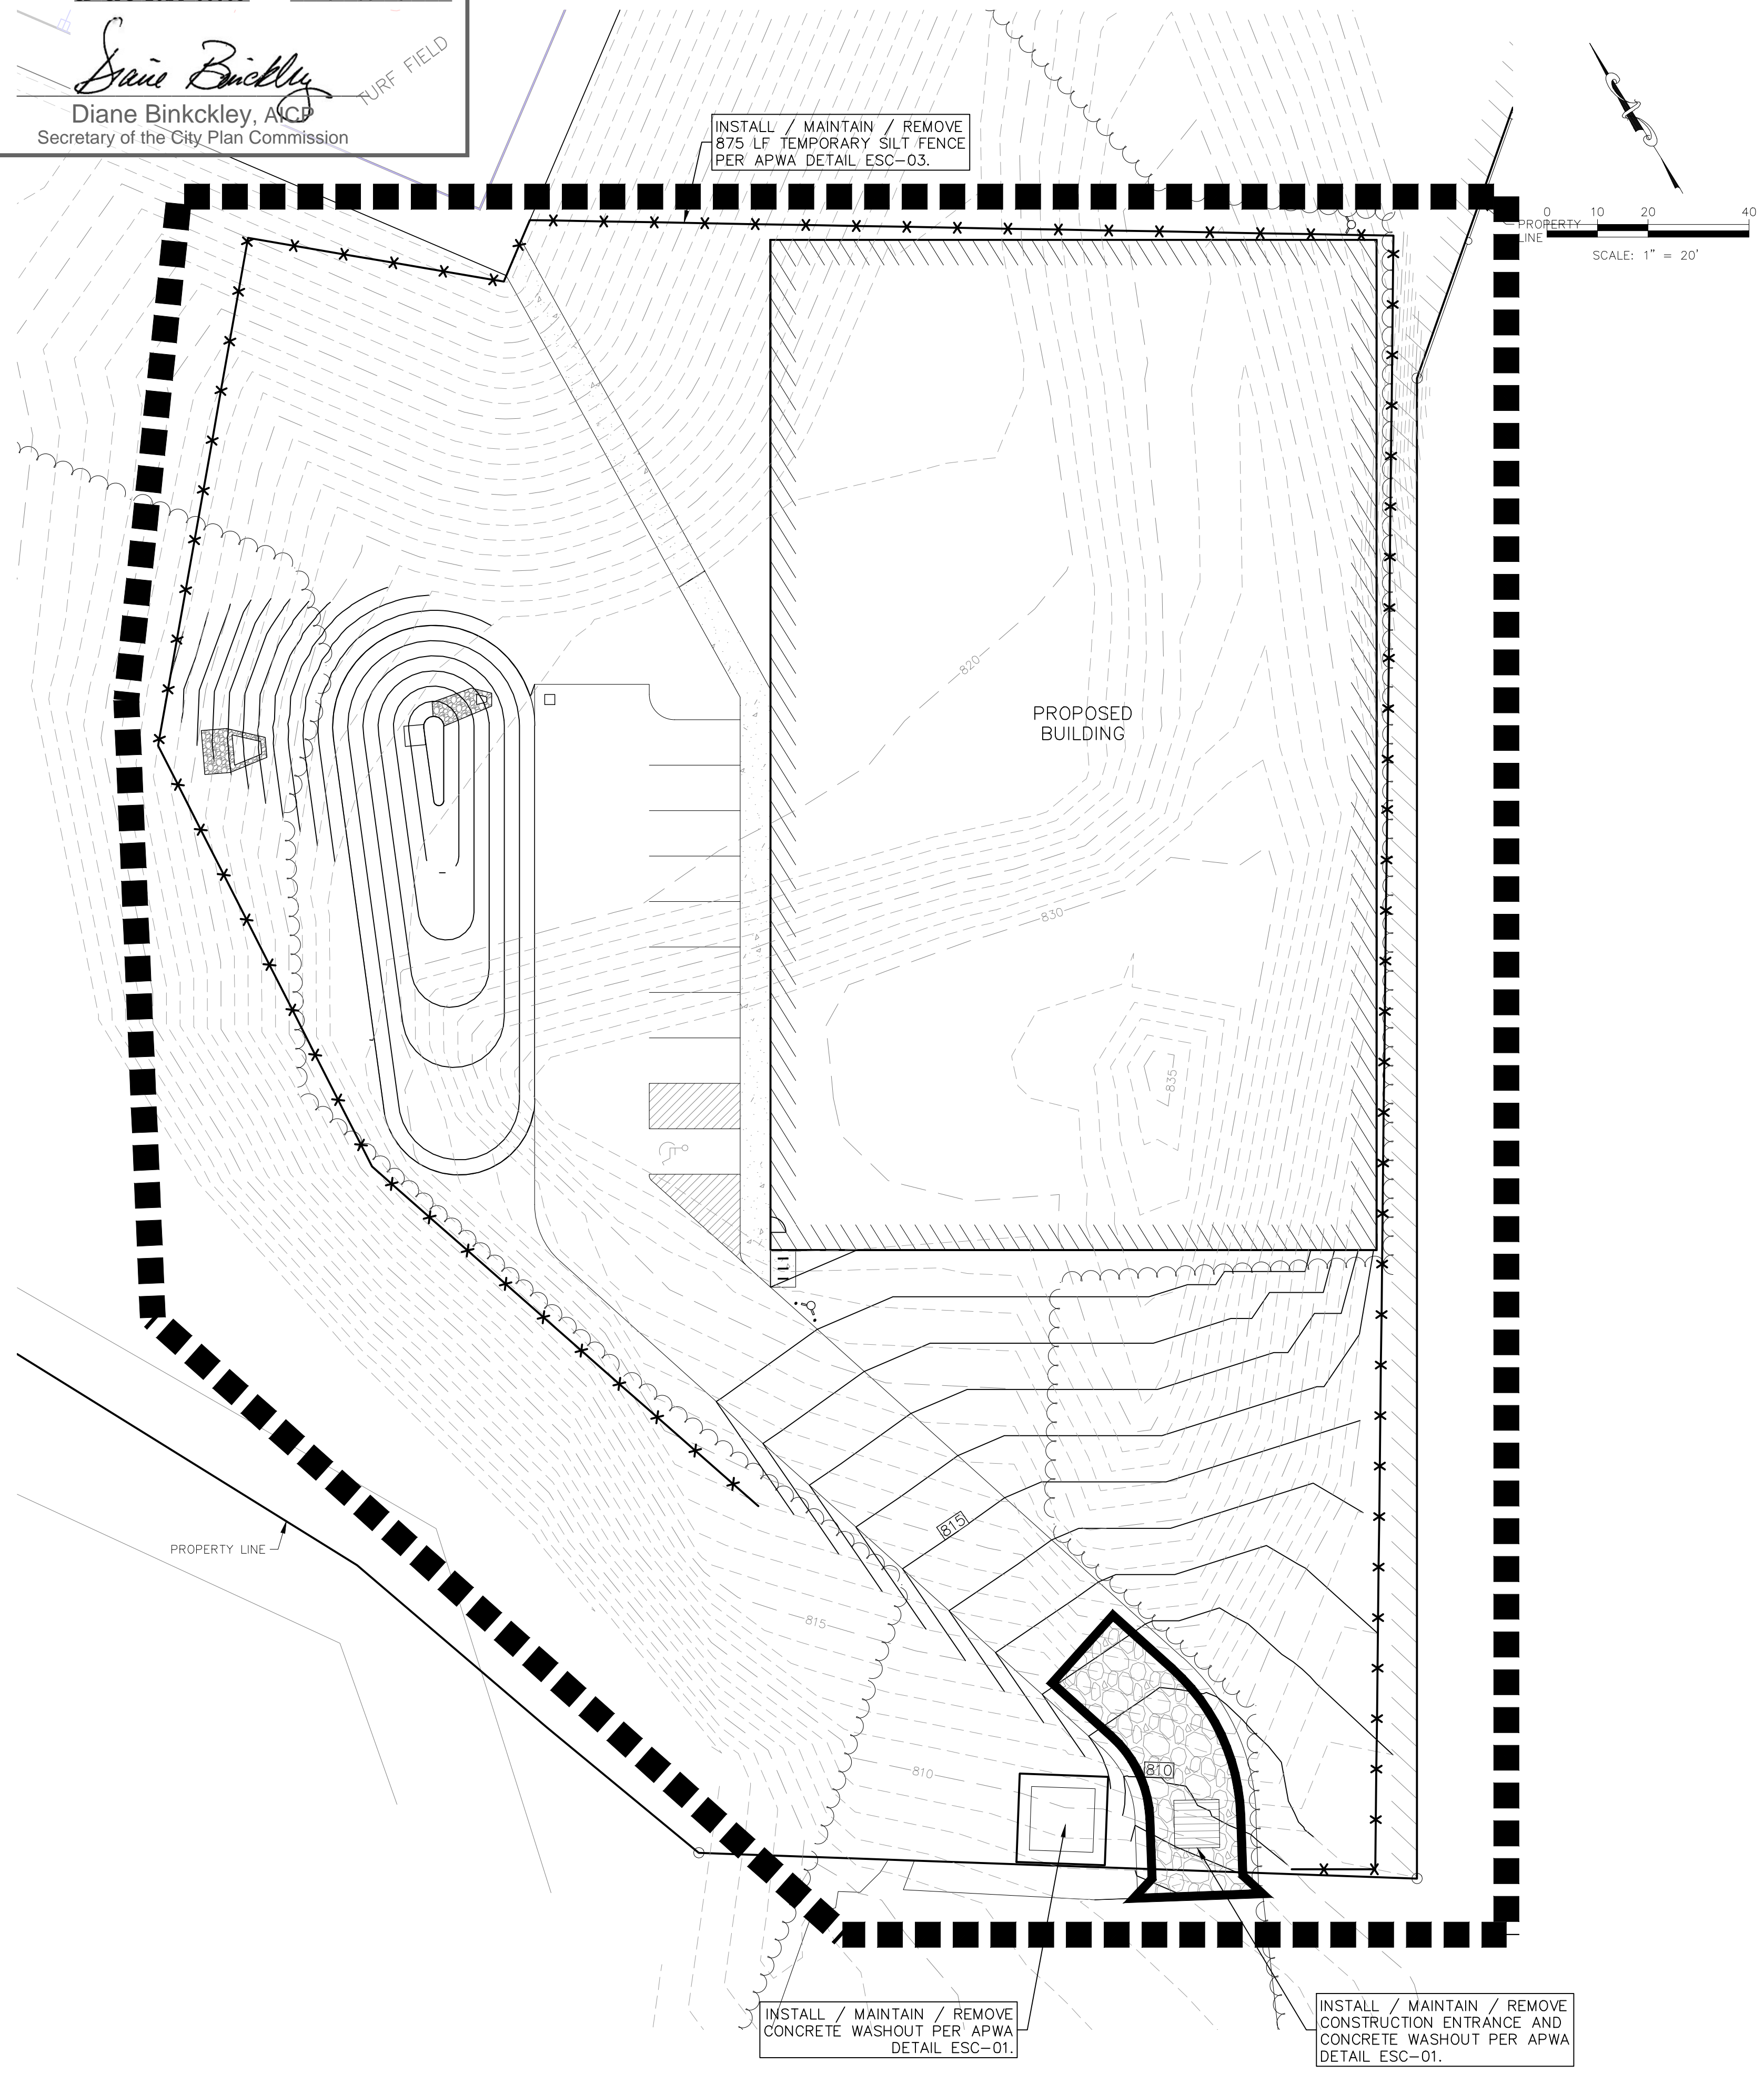 Diane Binkckley, AICP
Secretary of the City Plan Commission
TURF FIELD
INSTALL / MAINTAIN / REMOVE
875 LF TEMPORARY SILT FENCE
PER APWA DETAIL ESC-03.
PROPERTY
LINE
0 10 20 40
SCALE: 1" = 20'
820
PROPOSED
BUILDING
830
835
815
PROPERTY LINE
815
810
810
INSTALL / MAINTAIN / REMOVE
CONCRETE WASHOUT PER APWA
DETAIL ESC-01.
INSTALL / MAINTAIN / REMOVE
CONSTRUCTION ENTRANCE AND
CONCRETE WASHOUT PER APWA
DETAIL ESC-01.